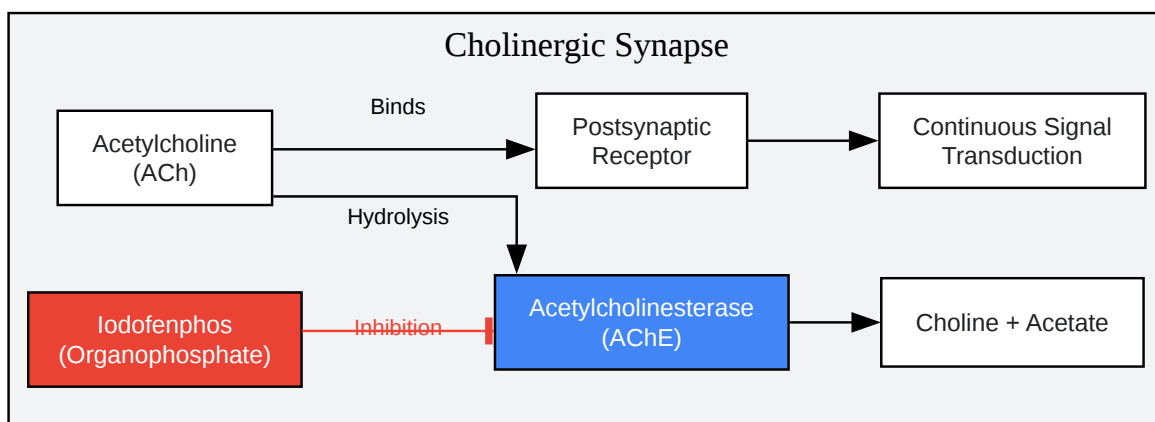 Cholinergic Synapse
Binds
Acetylcholine
(ACh)
Postsynaptic
Receptor
Continuous Signal
Transduction
Hydrolysis
Iodofenphos
(Organophosphate)
Inhibition
Acetylcholinesterase
(AChE)
Choline + Acetate